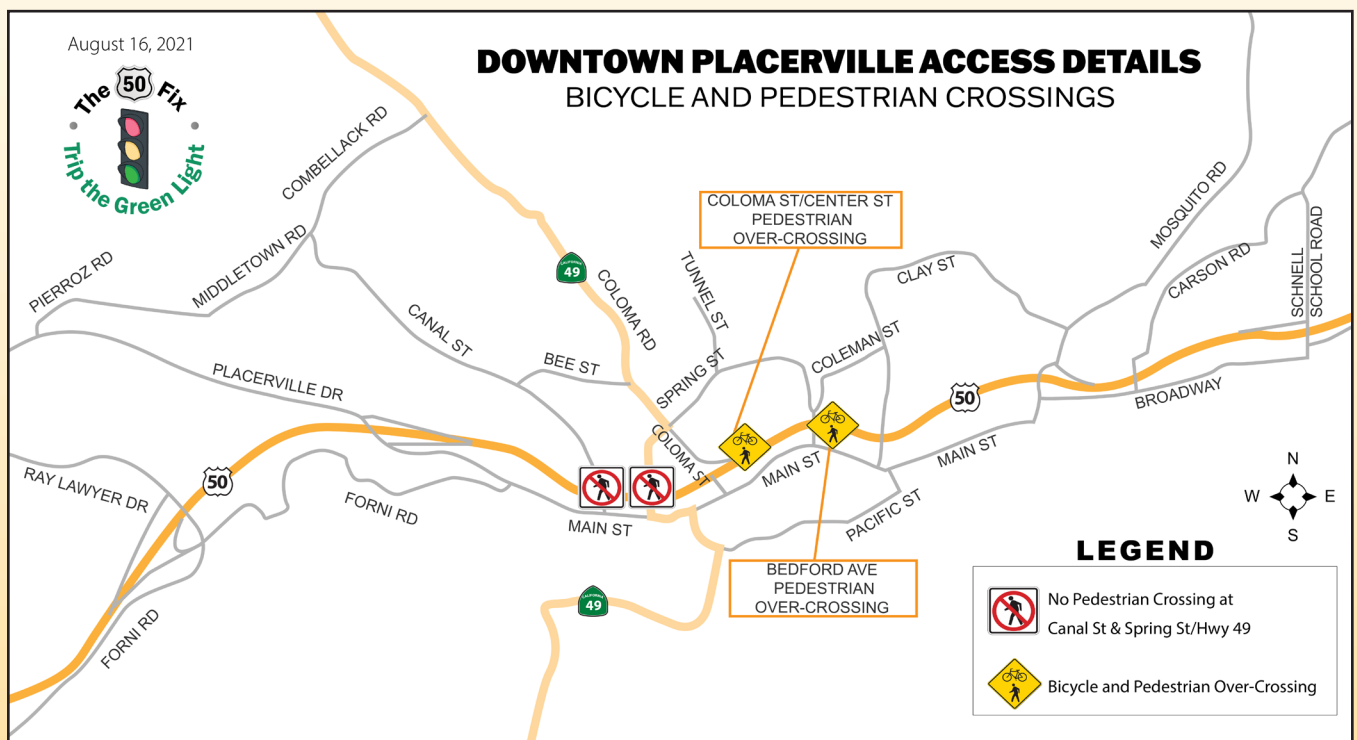 August 16, 2021
The 50 Fix
Trip the Green Light
DOWNTOWN PLACERVILLE ACCESS DETAILS
BICYCLE AND PEDESTRIAN CROSSINGS
COMBELLACK RD
MOSQUITO RD
COLOMA ST/CENTER ST
PEDESTRIAN
OVER-CROSSING
PIERROZ RD
MIDDLETOWN RD
CALIFORNIA
49
COLOMA RD
TUNNEL ST
CLAY ST
CARSON RD
SCHNELL
SCHOOL ROAD
CANAL ST
BEE ST
SPRING ST
COLEMAN ST
PLACERVILLE DR
50
BROADWAY
COLOMA ST
MAIN ST
MAIN ST
RAY LAWYER DR
50
FORNI RD
MAIN ST
PACIFIC ST
N
W E
S
BEDFORD AVE
PEDESTRIAN
OVER-CROSSING
CALIFORNIA
49
FORNI RD
LEGEND
No Pedestrian Crossing at
Canal St & Spring St/Hwy 49
Bicycle and Pedestrian Over-Crossing